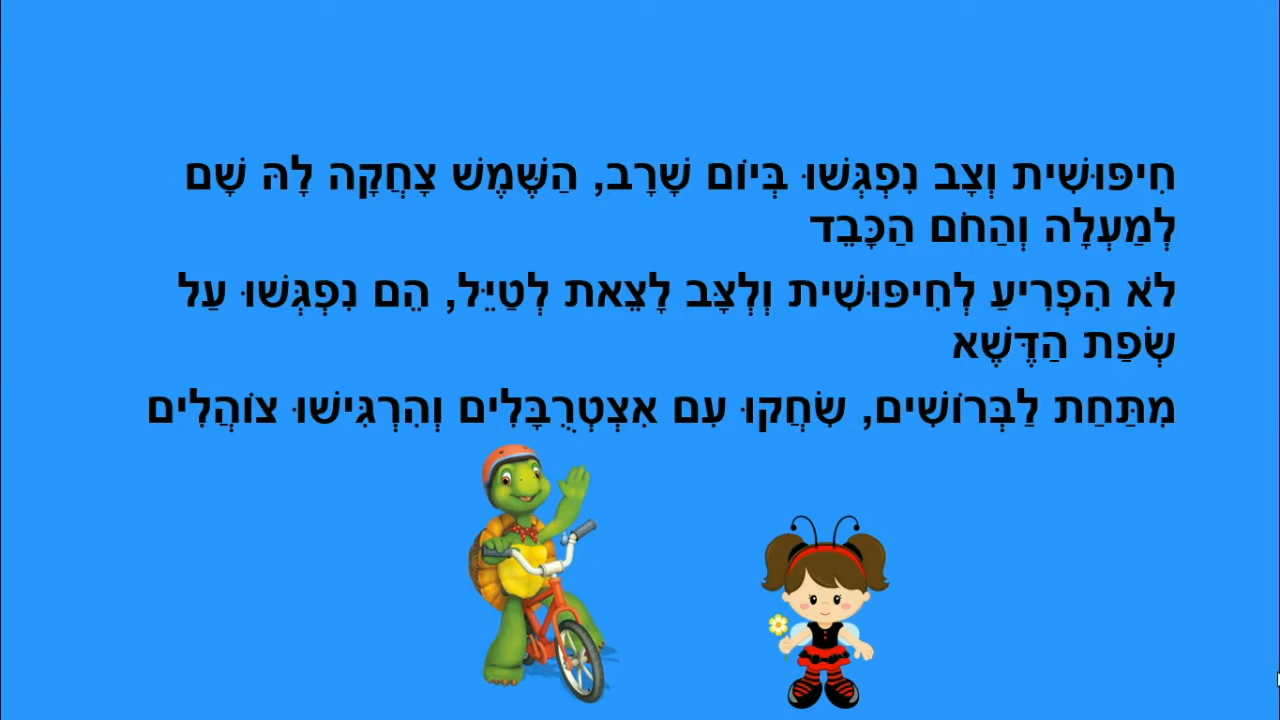 חִיפּוּשִׁית וְצָב נִפְגְּשׁוּ בְּיוֹם שָׁרָב, הַשֶּׁמֶשׁ צָחֲקָה לָהּ שָׁם
לְמַעְלָה וְהַחֹם הַכָּבֵד
לֹא הִפְרִיעַ לְחִיפּוּשִׁית וְלְצָּב לָצֵאת לְטַיֵּל, הֵם נִפְגְּשׁוּ עַל
שְׂפַת הַדֶּשֶׁא
מִתַּחַת לַבְּרוֹשִׁים, שִׂחֲקוּ עִם אִצְטְרֻבָּלִים וְהִרְגִּישׁוּ צוֹהֲלִים